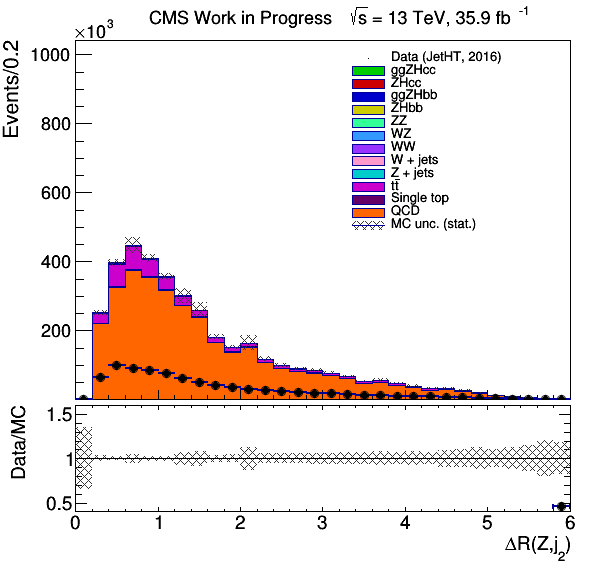 CMS Work in Progress √s = 13 TeV, 35.9 fb⁻¹
×10³
Events/0.2
1000
800
600
400
200
Data (JetHT, 2016)
ggZHcc
ZHcc
ggZHbb
ZHbb
ZZ
WZ
WW
W + jets
Z + jets
tt̄
Single top
QCD
MC unc. (stat.)
Data/MC
1.5
1
0.5
0 1 2 3 4 5 6
ΔR(Z,j₂)